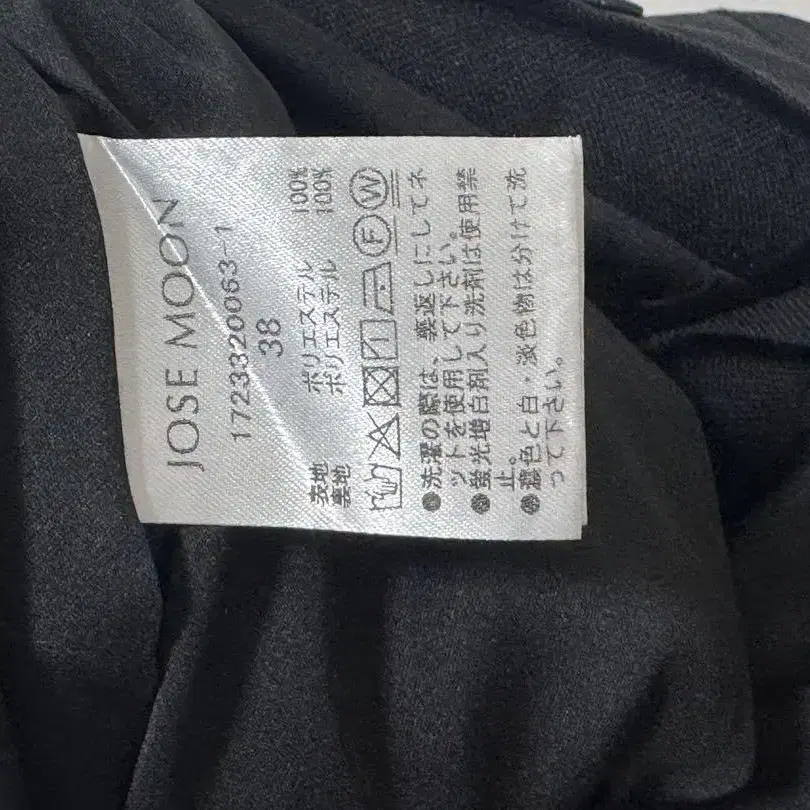 JOSE MOON
1723320063-1
38
表地 ポリエステル 100%
裏地 ポリエステル 100%
F W
●洗濯の際は、裏返しにしてネ
ットを使用して下さい。
●蛍光増白剤入り洗剤は使用禁
止。
●濃色と白・淡色物は分けて洗
って下さい。